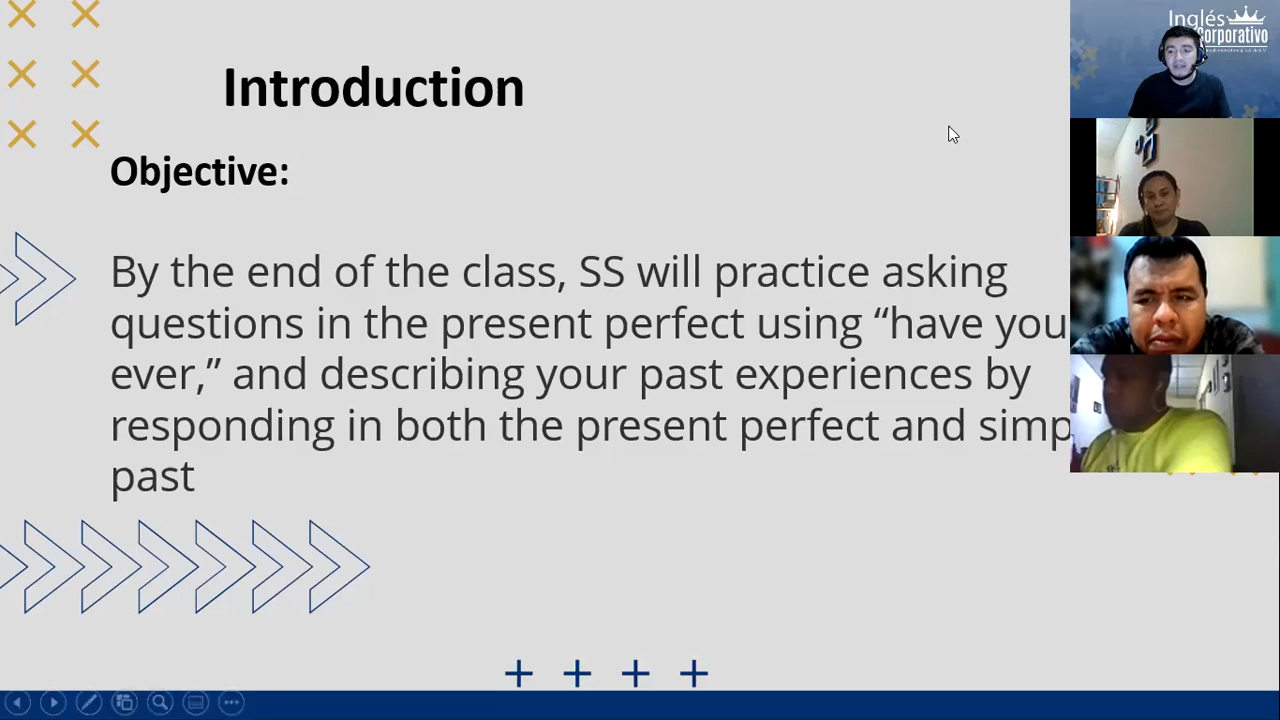 Introduction
Objective:
By the end of the class, SS will practice asking
questions in the present perfect using “have you
ever,” and describing your past experiences by
responding in both the present perfect and simp
past
Inglés
Corporativo